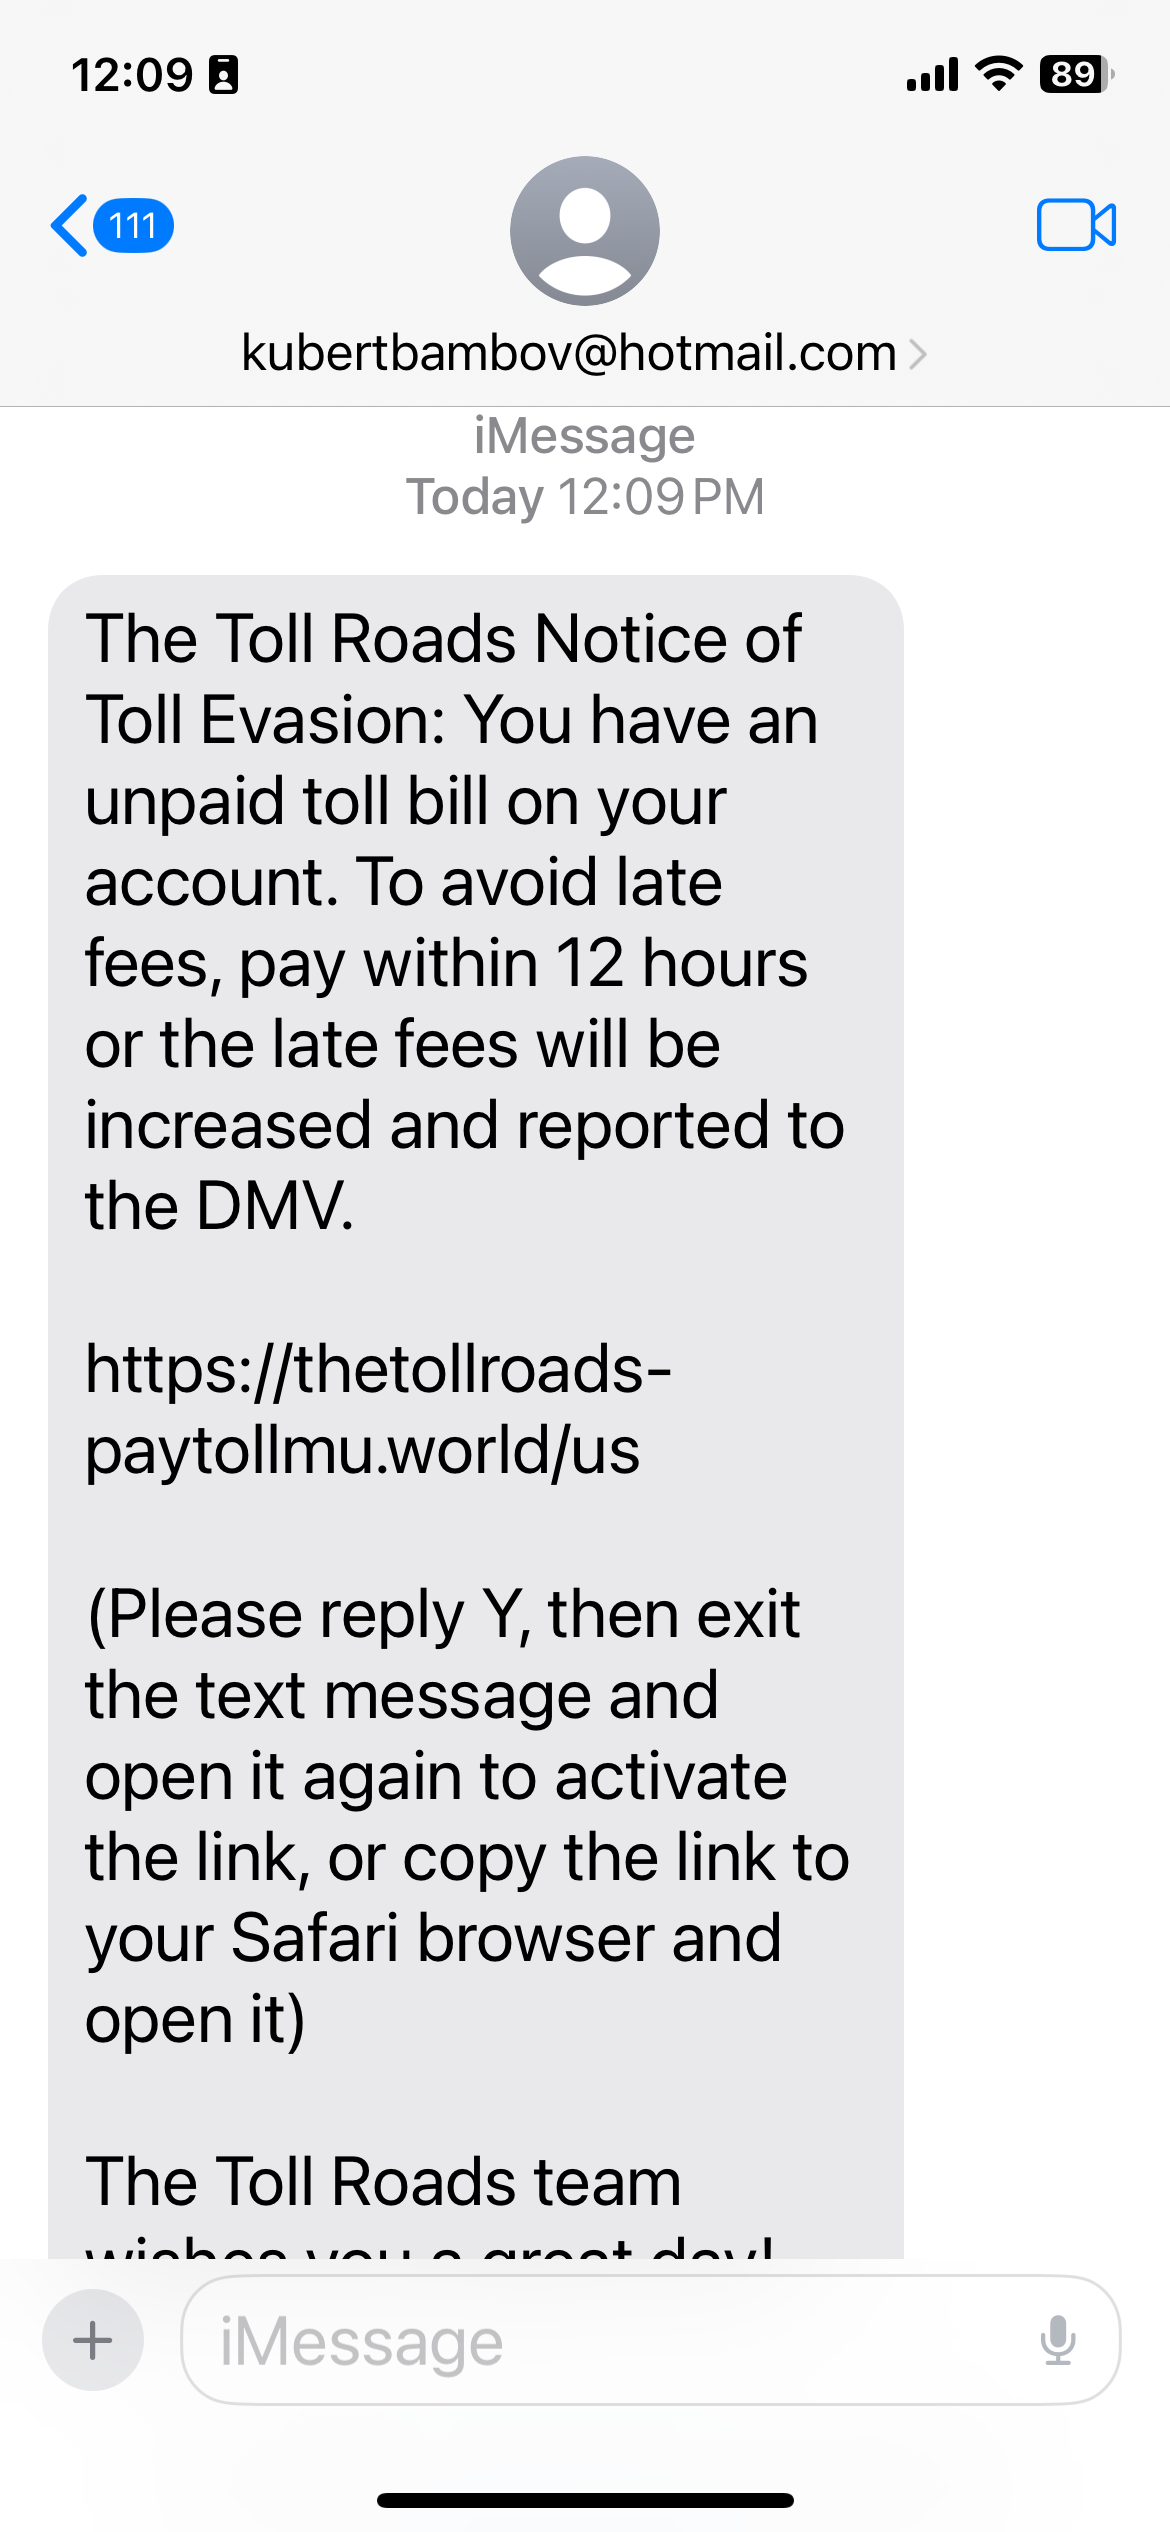 12:09
89
111
kubertbambov@hotmail.com
iMessage
Today 12:09 PM
The Toll Roads Notice of
Toll Evasion: You have an
unpaid toll bill on your
account. To avoid late
fees, pay within 12 hours
or the late fees will be
increased and reported to
the DMV.
https://thetollroads-
paytollmu.world/us
(Please reply Y, then exit
the text message and
open it again to activate
the link, or copy the link to
your Safari browser and
open it)
The Toll Roads team
wishes you a great day!
iMessage